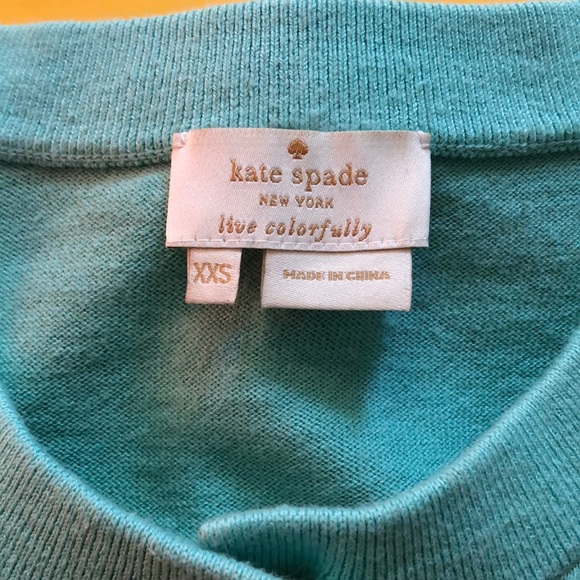 kate spade
NEW YORK
live colorfully
XXS
MADE IN CHINA